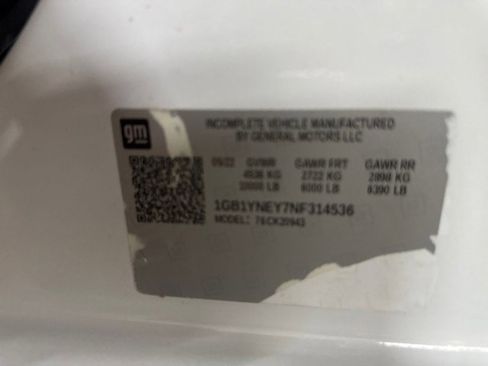 gm
INCOMPLETE VEHICLE MANUFACTURED
BY GENERAL MOTORS LLC
05/22 GVWR GAWR FRT GAWR RR
4536 KG 2722 KG 2898 KG
10000 LB 6000 LB 6390 LB
1GB1YNEY7NF314536
MODEL: